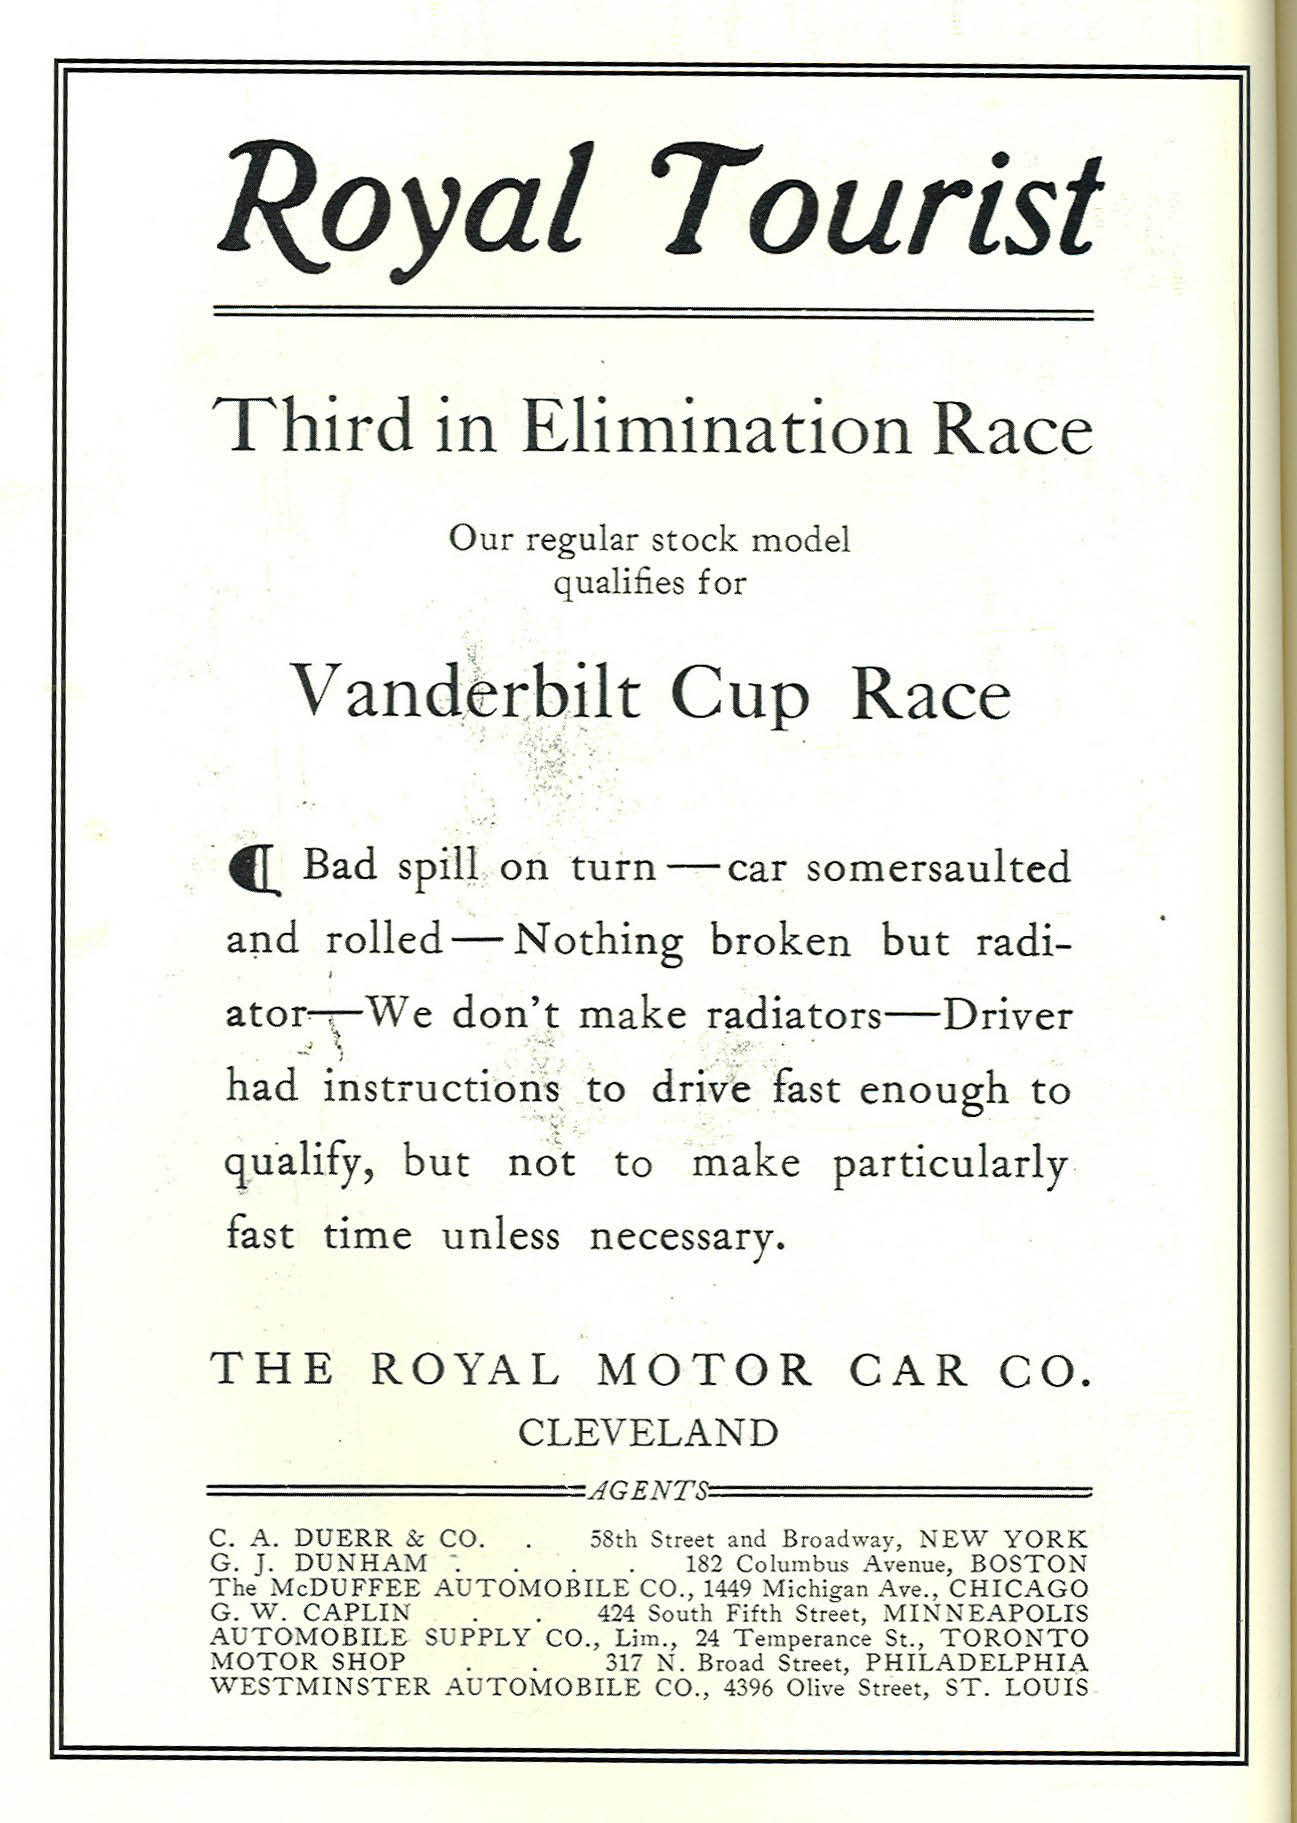 Royal Tourist
Third in Elimination Race
Our regular stock model
qualifies for
Vanderbilt Cup Race
¶ Bad spill on turn—car somersaulted
and rolled—Nothing broken but radi-
ator—We don't make radiators—Driver
had instructions to drive fast enough to
qualify, but not to make particularly
fast time unless necessary.
THE ROYAL MOTOR CAR CO.
CLEVELAND
AGENTS
C. A. DUERR & CO. . 58th Street and Broadway, NEW YORK
G. J. DUNHAM . . . . 182 Columbus Avenue, BOSTON
The McDUFFEE AUTOMOBILE CO., 1449 Michigan Ave., CHICAGO
G. W. CAPLIN . . 424 South Fifth Street, MINNEAPOLIS
AUTOMOBILE SUPPLY CO., Lim., 24 Temperance St., TORONTO
MOTOR SHOP . . 317 N. Broad Street, PHILADELPHIA
WESTMINSTER AUTOMOBILE CO., 4396 Olive Street, ST. LOUIS